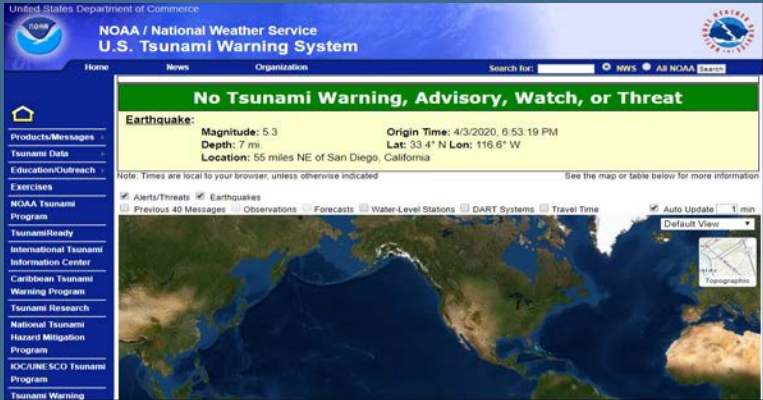 United States Department of Commerce
NOAA
NOAA / National Weather Service
U.S. Tsunami Warning System
Home News Organization Search for: NWS All NOAA Search
No Tsunami Warning, Advisory, Watch, or Threat
Earthquake:
Magnitude: 5.3 Origin Time: 4/3/2020, 6:53:19 PM
Depth: 7 mi. Lat: 33.4° N Lon: 116.6° W
Location: 55 miles NE of San Diego, California
Note: Times are local to your browser, unless otherwise indicated See the map or table below for more information
Alerts/Threats Earthquakes
Previous 40 Messages Observations Forecasts Water-Level Stations DART Systems Travel Time Auto Update 1 min
Default View
Topographic
Products/Messages
Tsunami Data
Education/Outreach
Exercises
NOAA Tsunami
Program
TsunamiReady
International Tsunami
Information Center
Caribbean Tsunami
Warning Program
Tsunami Research
National Tsunami
Hazard Mitigation
Program
IOC/UNESCO Tsunami
Program
Tsunami Warning